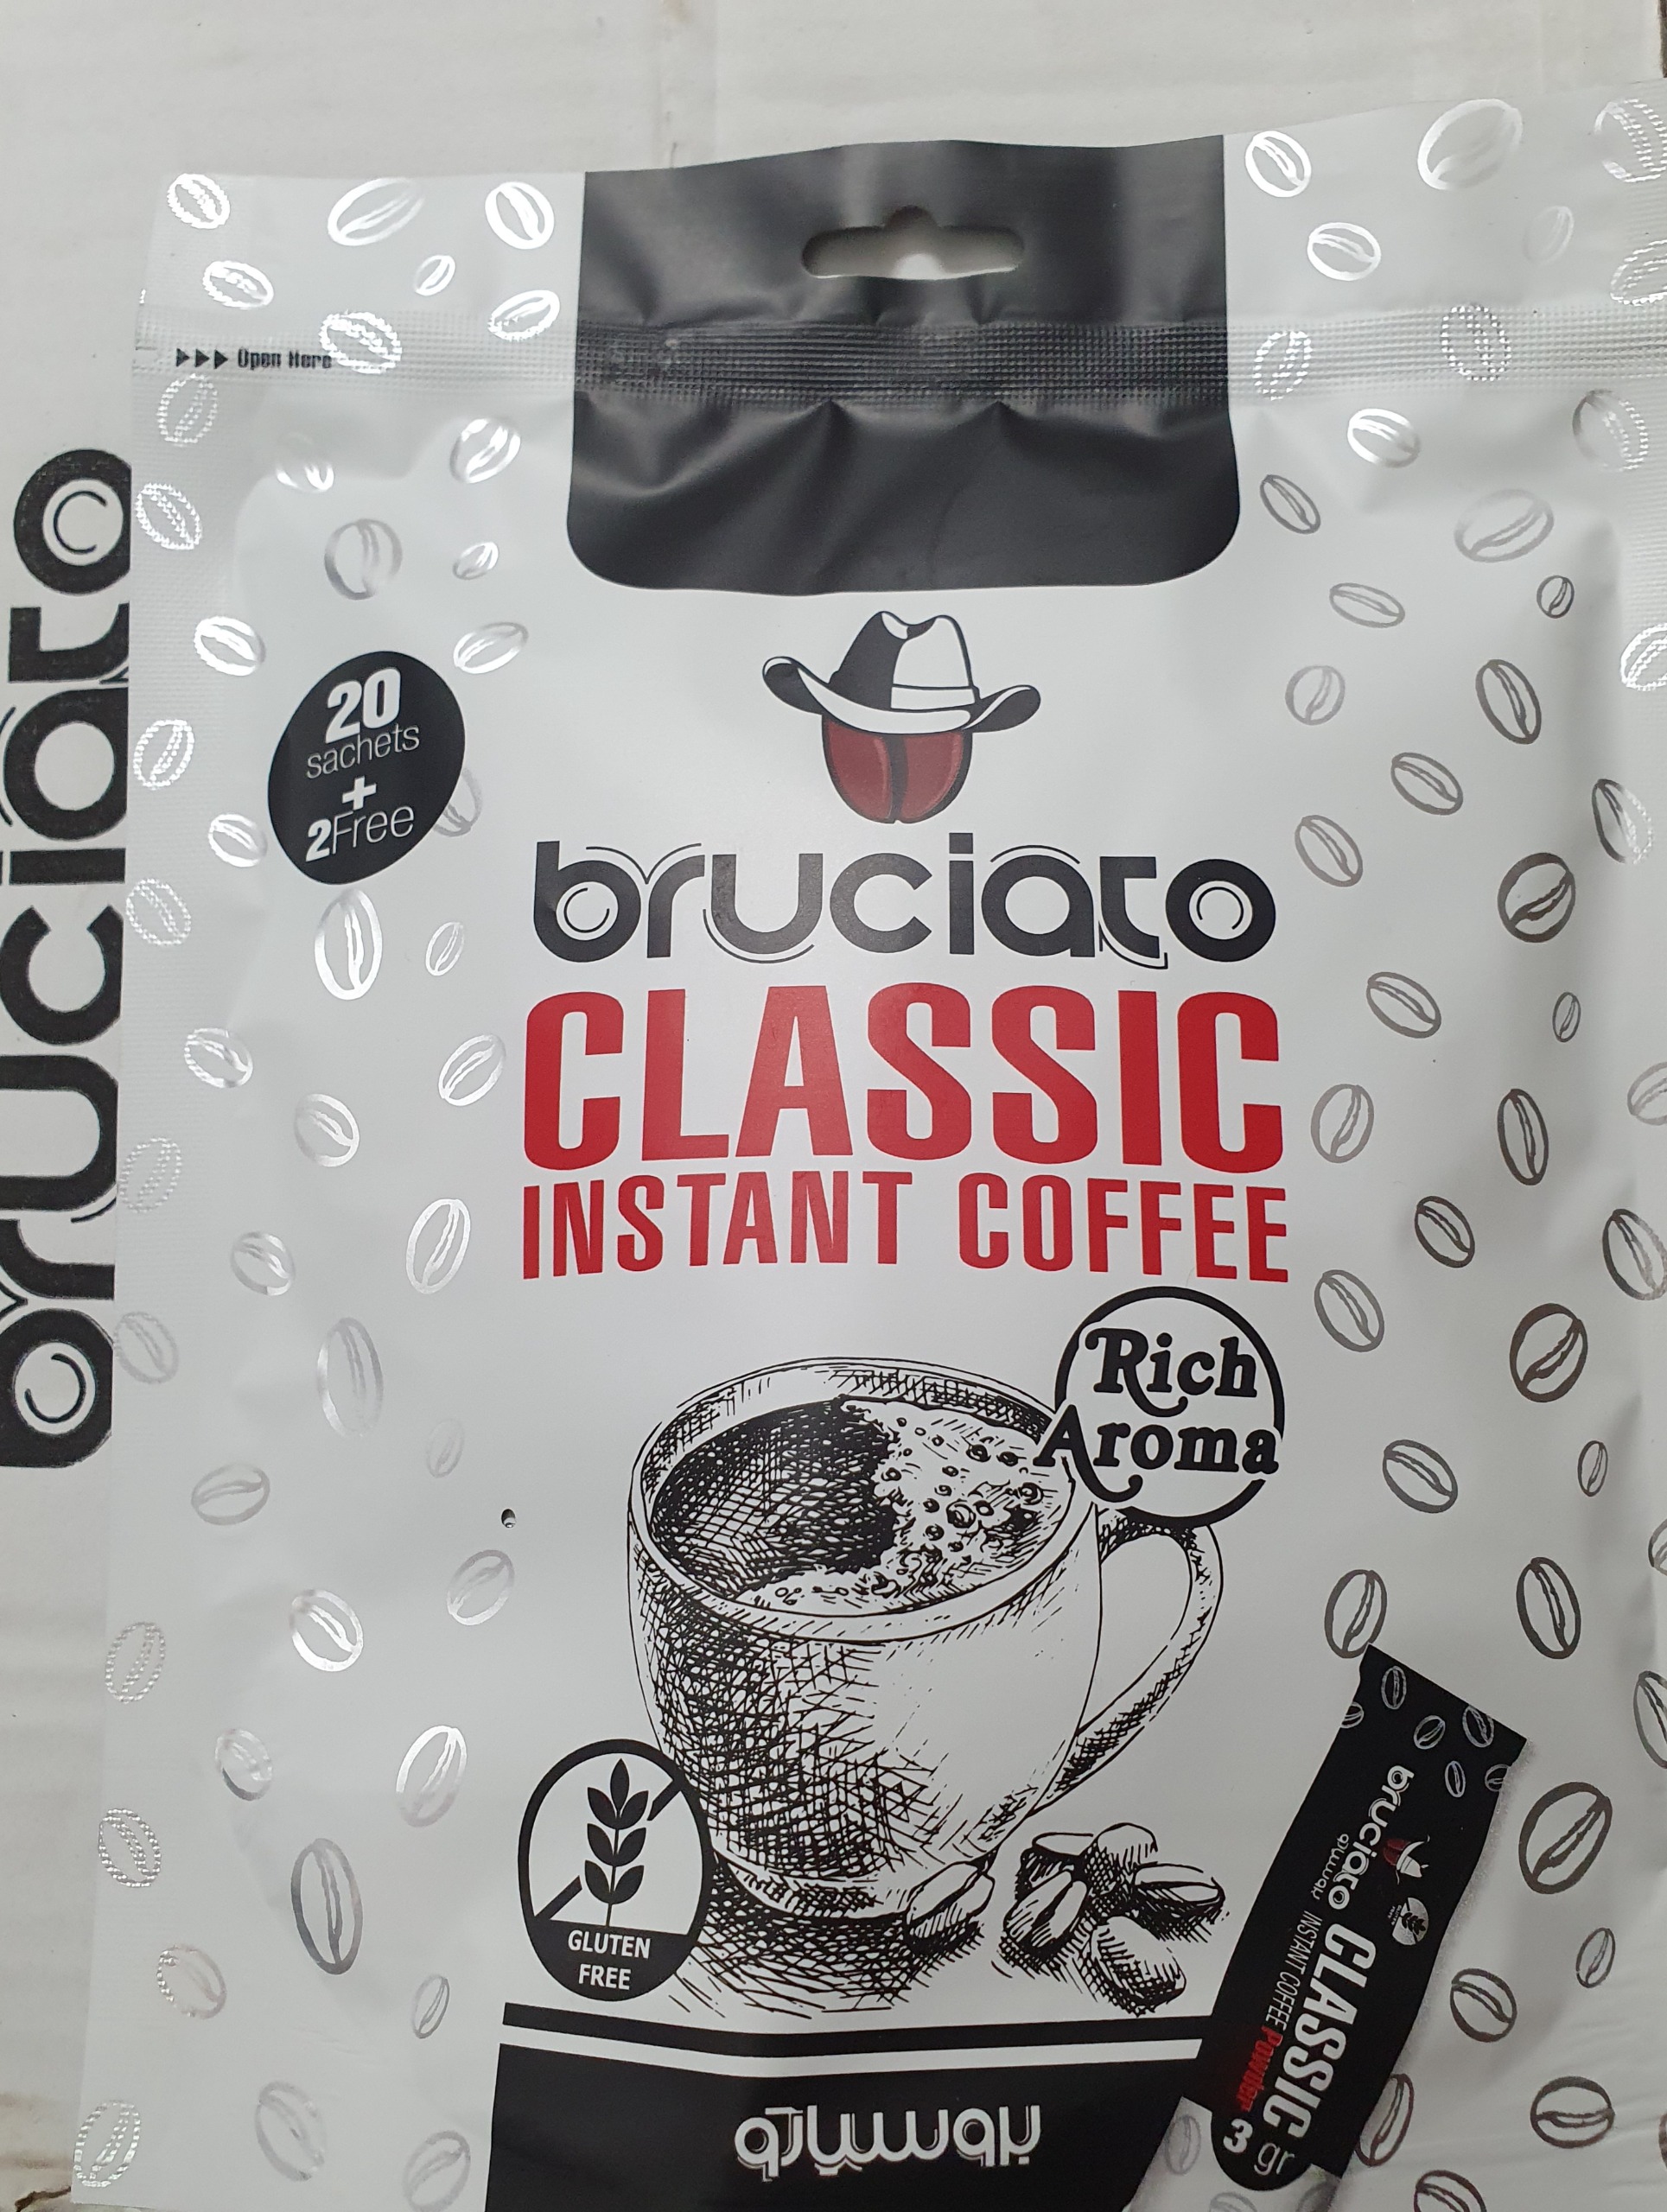 bruciato
Open Here
20
sachets
+
2Free
bruciato
CLASSIC
INSTANT COFFEE
Rich
Aroma
GLUTEN
FREE
bruciato
بروسیاتو
CLASSIC
INSTANT COFFEE Powder
3 gr
بروسیاتو